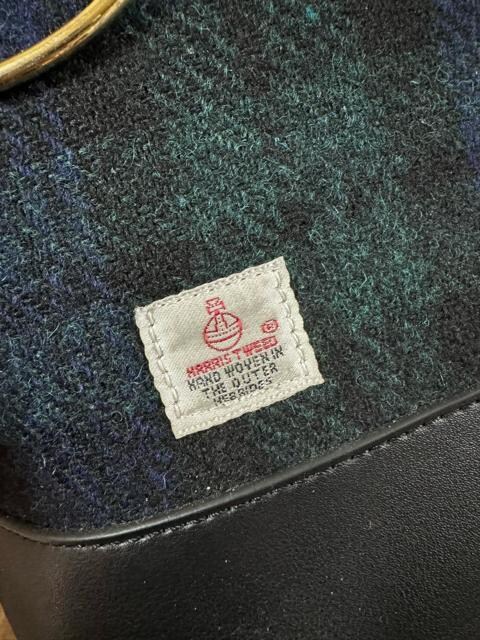 ®
HARRIS TWEED
HAND WOVEN IN
THE OUTER
HEBRIDES